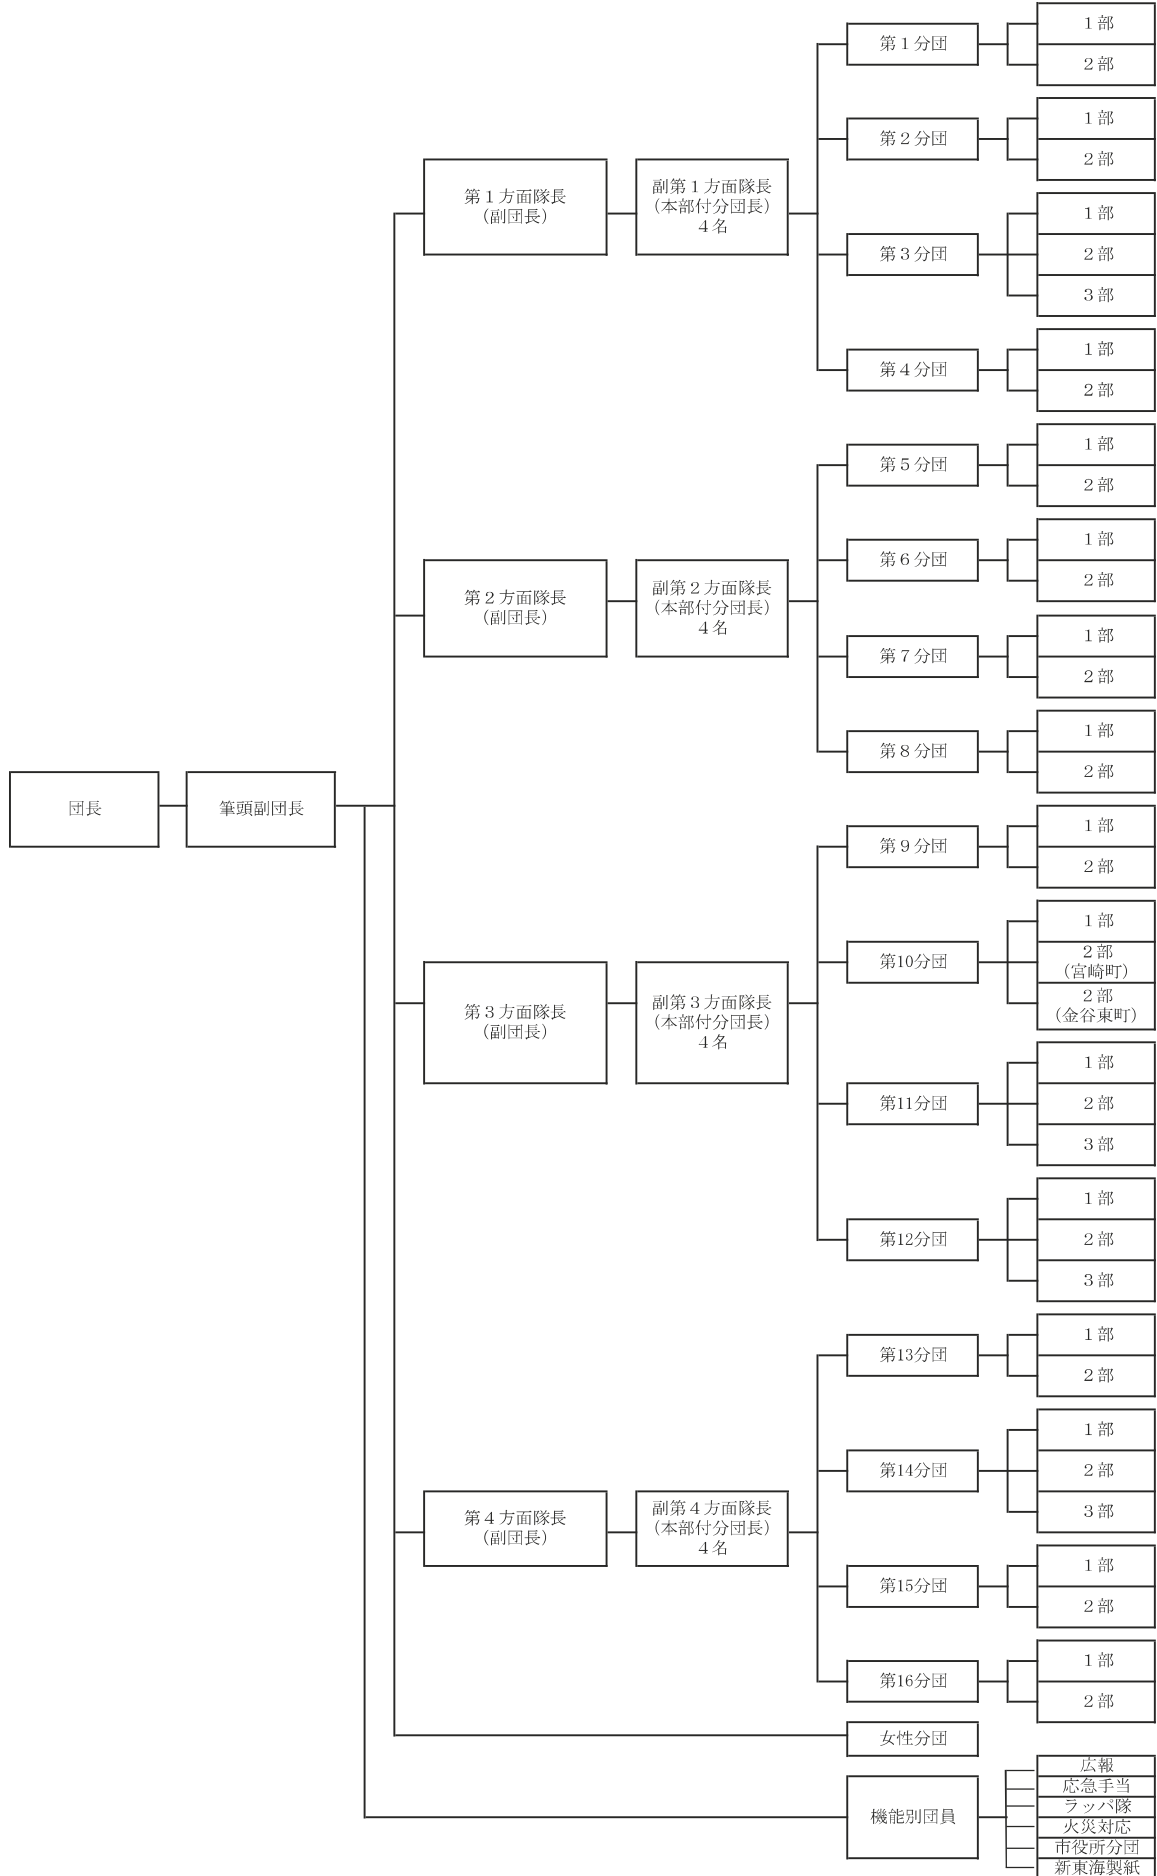 団長
筆頭副団長
第１方面隊長
（副団長）
副第１方面隊長
（本部付分団長）
４名
第１分団
１部
２部
第２分団
１部
２部
第３分団
１部
２部
３部
第４分団
１部
２部
第２方面隊長
（副団長）
副第２方面隊長
（本部付分団長）
４名
第５分団
１部
２部
第６分団
１部
２部
第７分団
１部
２部
第８分団
１部
２部
第３方面隊長
（副団長）
副第３方面隊長
（本部付分団長）
４名
第９分団
１部
２部
第10分団
１部
２部
（宮崎町）
２部
（金谷東町）
第11分団
１部
２部
３部
第12分団
１部
２部
３部
第４方面隊長
（副団長）
副第４方面隊長
（本部付分団長）
４名
第13分団
１部
２部
第14分団
１部
２部
３部
第15分団
１部
２部
第16分団
１部
２部
女性分団
機能別団員
広報
応急手当
ラッパ隊
火災対応
市役所分団
新東海製紙